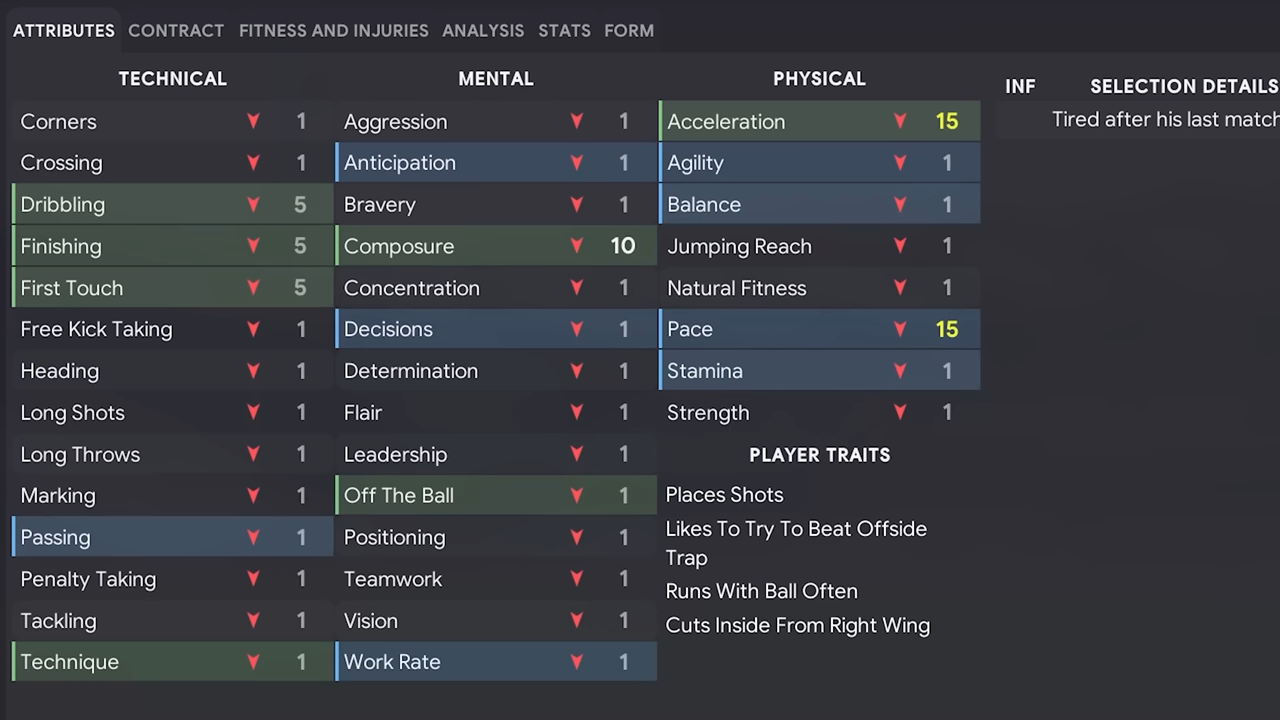 ATTRIBUTES CONTRACT FITNESS AND INJURIES ANALYSIS STATS FORM
TECHNICAL
Corners 1
Crossing 1
Dribbling 5
Finishing 5
First Touch 5
Free Kick Taking 1
Heading 1
Long Shots 1
Long Throws 1
Marking 1
Passing 1
Penalty Taking 1
Tackling 1
Technique 1
MENTAL
Aggression 1
Anticipation 1
Bravery 1
Composure 10
Concentration 1
Decisions 1
Determination 1
Flair 1
Leadership 1
Off The Ball 1
Positioning 1
Teamwork 1
Vision 1
Work Rate 1
PHYSICAL
Acceleration 15
Agility 1
Balance 1
Jumping Reach 1
Natural Fitness 1
Pace 15
Stamina 1
Strength 1
PLAYER TRAITS
Places Shots
Likes To Try To Beat Offside
Trap
Runs With Ball Often
Cuts Inside From Right Wing
INF SELECTION DETAILS
Tired after his last match